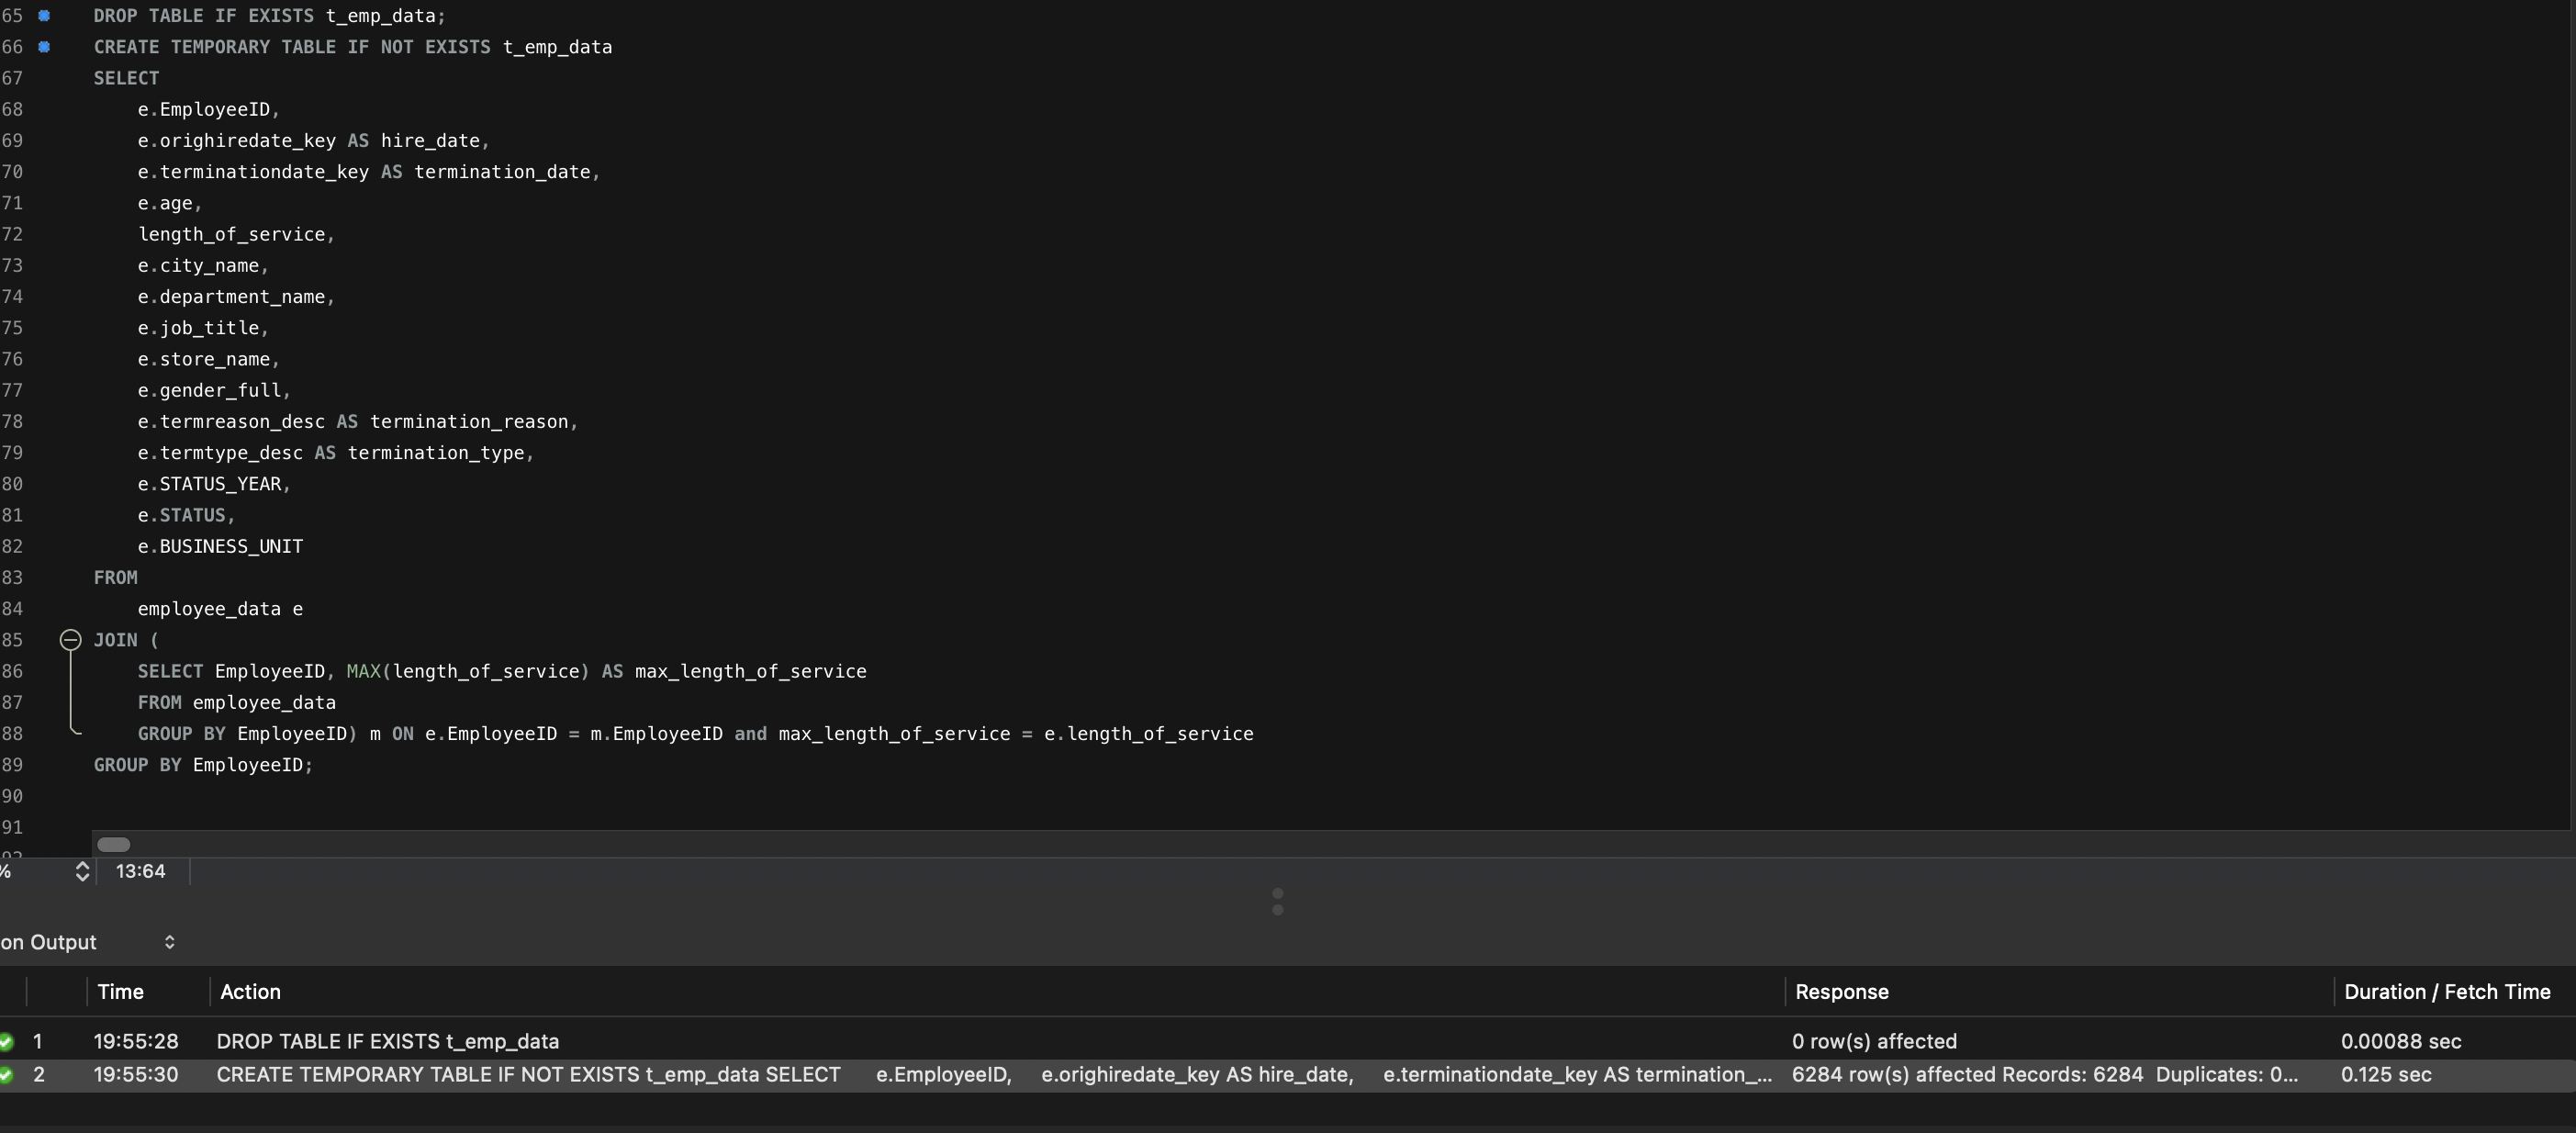 65 DROP TABLE IF EXISTS t_emp_data;
66 CREATE TEMPORARY TABLE IF NOT EXISTS t_emp_data
67 SELECT
68 e.EmployeeID,
69 e.orighiredate_key AS hire_date,
70 e.terminationdate_key AS termination_date,
71 e.age,
72 length_of_service,
73 e.city_name,
74 e.department_name,
75 e.job_title,
76 e.store_name,
77 e.gender_full,
78 e.termreason_desc AS termination_reason,
79 e.termtype_desc AS termination_type,
80 e.STATUS_YEAR,
81 e.STATUS,
82 e.BUSINESS_UNIT
83 FROM
84 employee_data e
85 JOIN (
86 SELECT EmployeeID, MAX(length_of_service) AS max_length_of_service
87 FROM employee_data
88 GROUP BY EmployeeID) m ON e.EmployeeID = m.EmployeeID and max_length_of_service = e.length_of_service
89 GROUP BY EmployeeID;
90
91
% 13:64
on Output
Time Action Response Duration / Fetch Time
1 19:55:28 DROP TABLE IF EXISTS t_emp_data 0 row(s) affected 0.00088 sec
2 19:55:30 CREATE TEMPORARY TABLE IF NOT EXISTS t_emp_data SELECT e.EmployeeID, e.orighiredate_key AS hire_date, e.terminationdate_key AS termination_... 6284 row(s) affected Records: 6284 Duplicates: 0... 0.125 sec